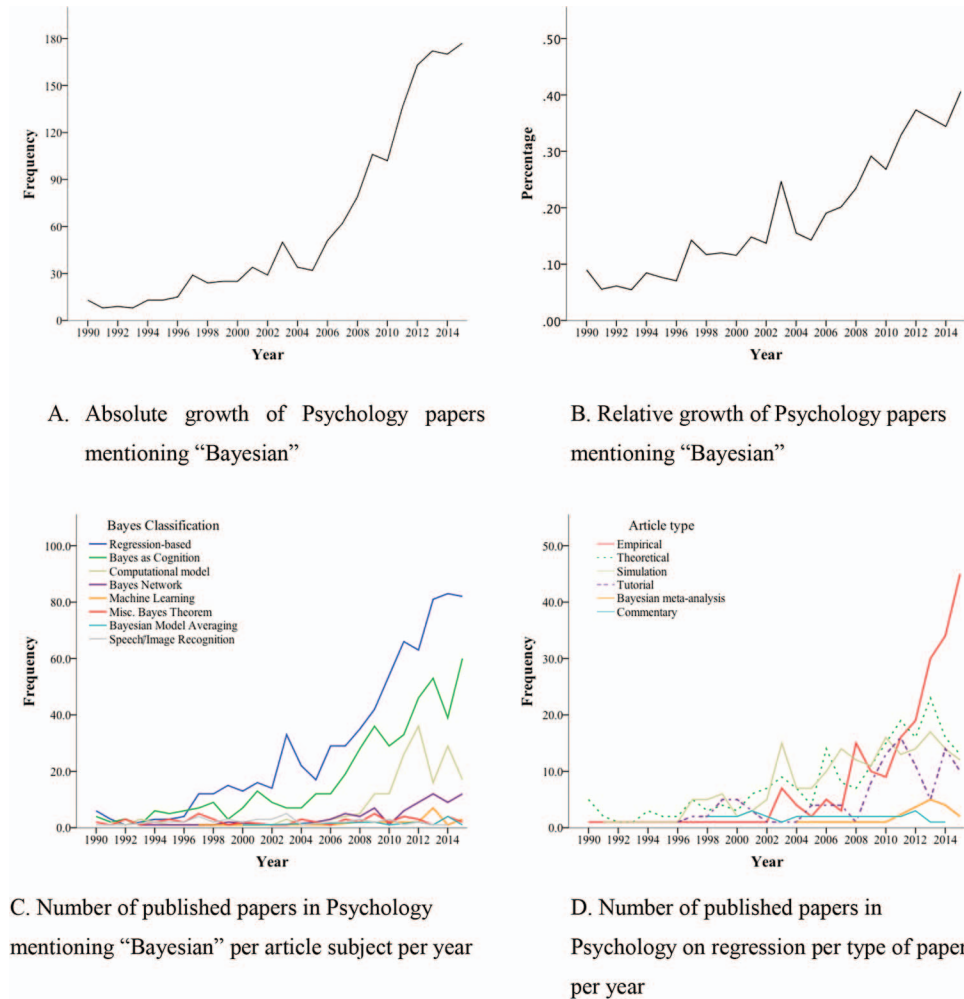 180
150
120
90
60
30
0
Frequency
1990 1992 1994 1996 1998 2000 2002 2004 2006 2008 2010 2012 2014
Year
A. Absolute growth of Psychology papers
mentioning “Bayesian”
.50
.40
.30
.20
.10
.00
Percentage
1990 1992 1994 1996 1998 2000 2002 2004 2006 2008 2010 2012 2014
Year
B. Relative growth of Psychology papers
mentioning “Bayesian”
Bayes Classification
Regression-based
Bayes as Cognition
Computational model
Bayes Network
Machine Learning
Misc. Bayes Theorem
Bayesian Model Averaging
Speech/Image Recognition
100.0
80.0
60.0
40.0
20.0
0.0
Frequency
1990 1992 1994 1996 1998 2000 2002 2004 2006 2008 2010 2012 2014
Year
C. Number of published papers in Psychology
mentioning “Bayesian” per article subject per year
Article type
Empirical
Theoretical
Simulation
Tutorial
Bayesian meta-analysis
Commentary
50.0
40.0
30.0
20.0
10.0
0.0
Frequency
1990 1992 1994 1996 1998 2000 2002 2004 2006 2008 2010 2012 2014
Year
D. Number of published papers in
Psychology on regression per type of paper
per year